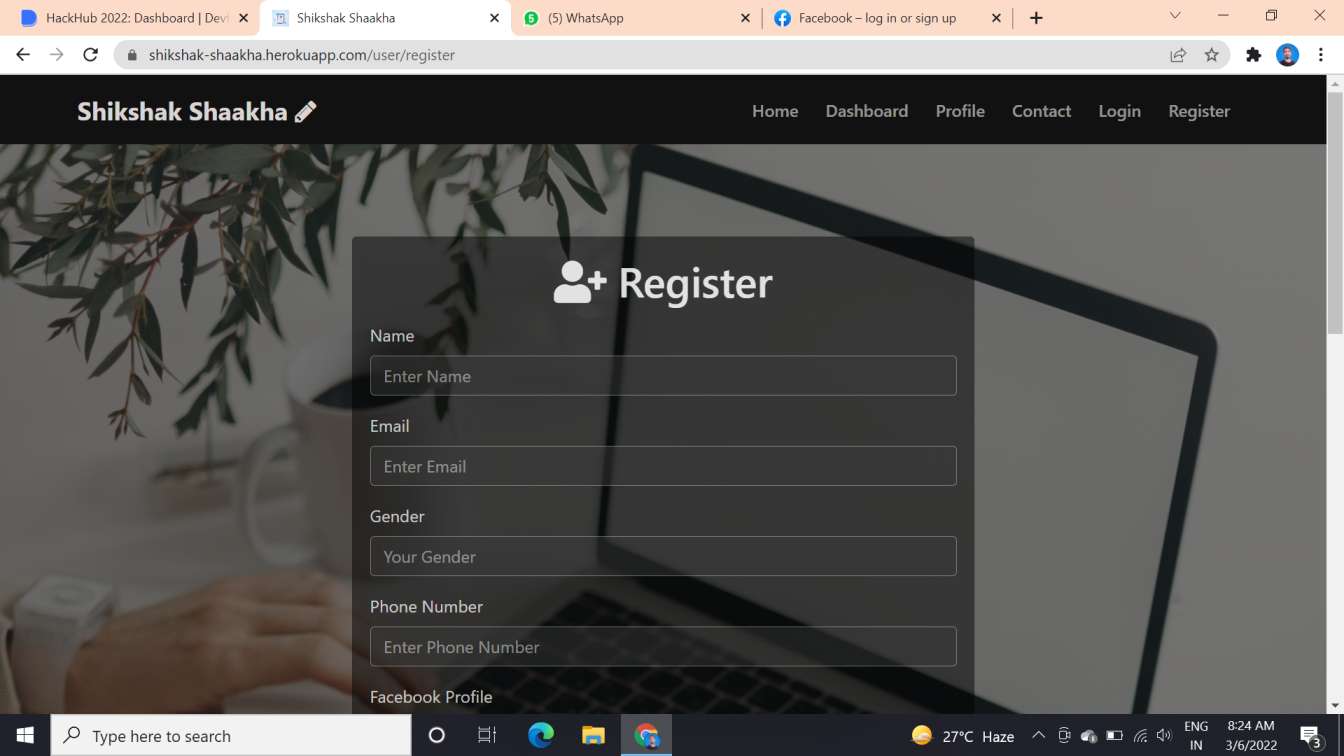 HackHub 2022: Dashboard | Dev
Shikshak Shaakha
(5) WhatsApp
Facebook – log in or sign up
shikshak-shaakha.herokuapp.com/user/register
Shikshak Shaakha
Home Dashboard Profile Contact Login Register
Register
Name
Enter Name
Email
Enter Email
Gender
Your Gender
Phone Number
Enter Phone Number
Facebook Profile
Type here to search
27°C Haze
ENG
IN
8:24 AM
3/6/2022
3